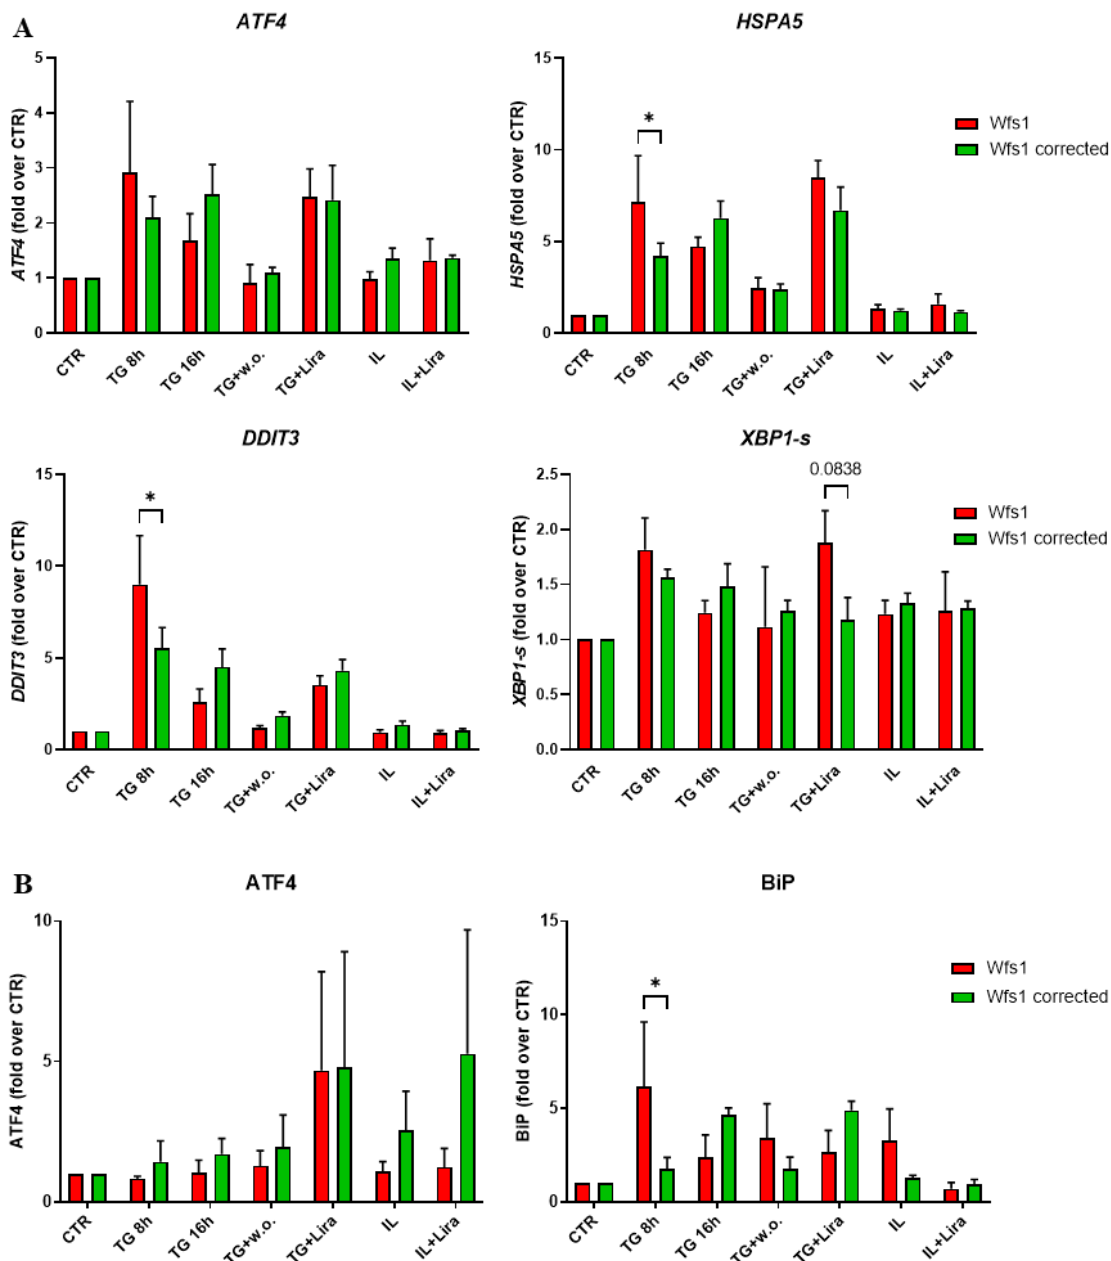 A
ATF4
HSPA5
ATF4 (fold over CTR)
5
4
3
2
1
0
CTR
TG 8h
TG 16h
TG+w.o.
TG+Lira
IL
IL+Lira
HSPA5 (fold over CTR)
15
10
5
0
*
CTR
TG 8h
TG 16h
TG+w.o.
TG+Lira
IL
IL+Lira
Wfs1
Wfs1 corrected
DDIT3
XBP1-s
DDIT3 (fold over CTR)
15
10
5
0
*
CTR
TG 8h
TG 16h
TG+w.o.
TG+Lira
IL
IL+Lira
XBP1-s (fold over CTR)
2.5
2.0
1.5
1.0
0.5
0.0
0.0838
CTR
TG 8h
TG 16h
TG+w.o.
TG+Lira
IL
IL+Lira
Wfs1
Wfs1 corrected
B
ATF4
BiP
ATF4 (fold over CTR)
10
5
0
CTR
TG 8h
TG 16h
TG+w.o.
TG+Lira
IL
IL+Lira
BiP (fold over CTR)
15
10
5
0
*
CTR
TG 8h
TG 16h
TG+w.o.
TG+Lira
IL
IL+Lira
Wfs1
Wfs1 corrected